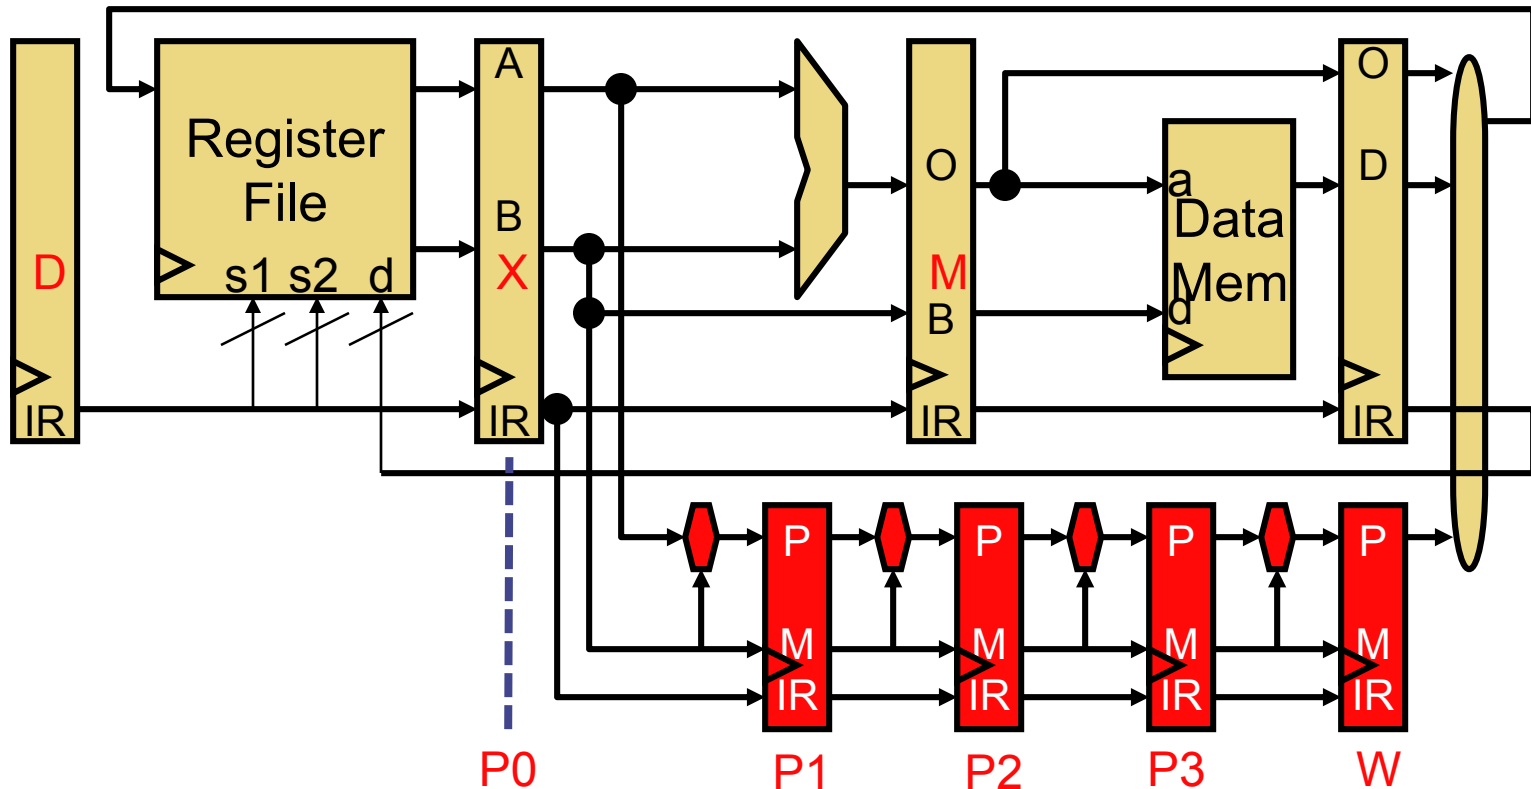 A
O
Register
File
O
D
B
a
Data
Mem
d
D
s1 s2 d
X
M
B
IR
IR
IR
IR
P
P
P
P
M
M
M
M
IR
IR
IR
IR
P0
P1
P2
P3
W